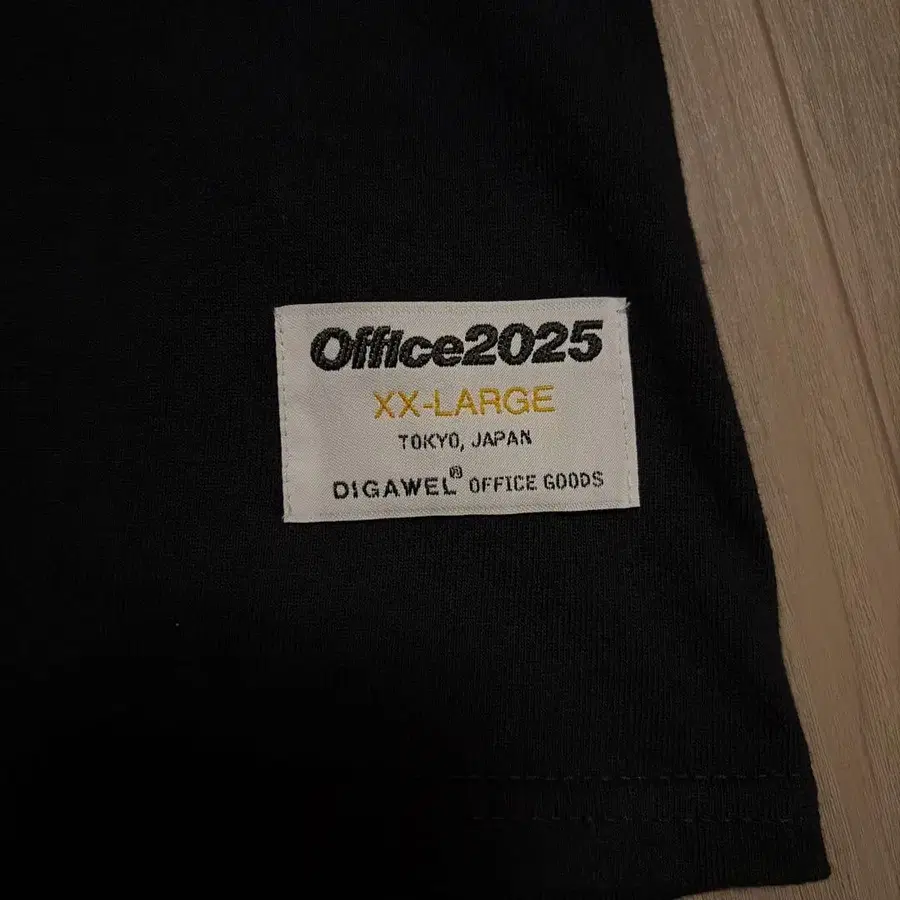 Office2025
XX-LARGE
TOKYO, JAPAN
DIGAWEL® OFFICE GOODS